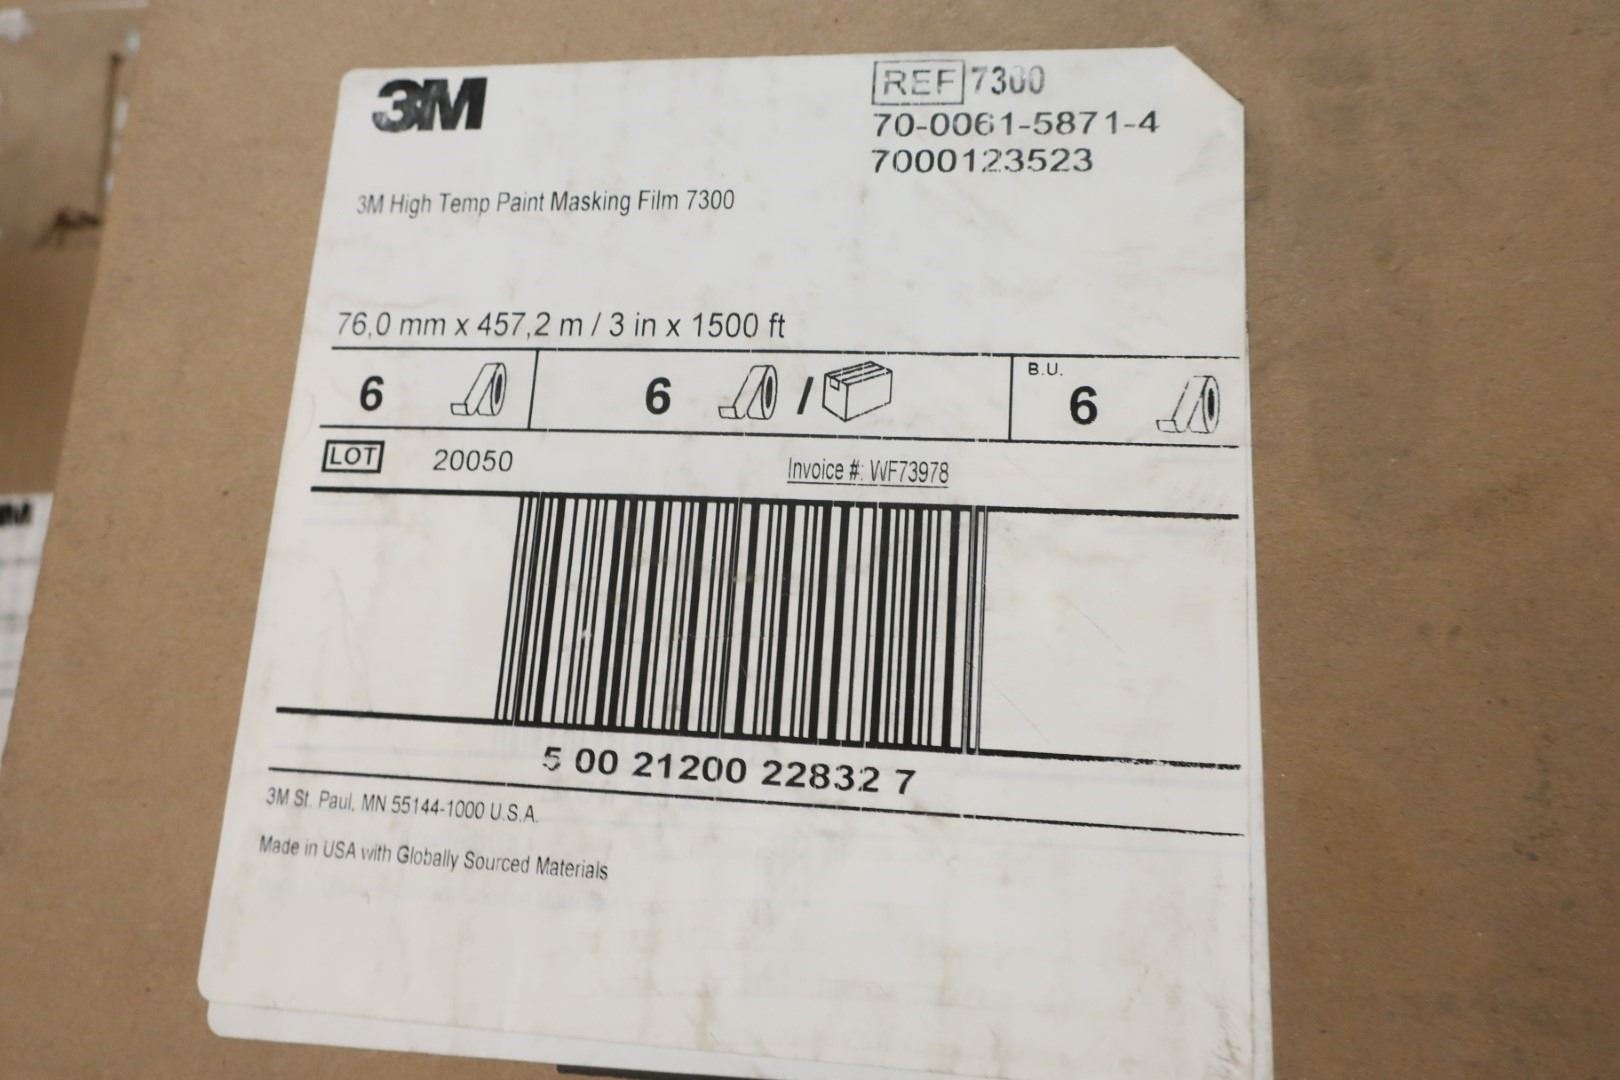 3M
REF 7300
70-0061-5871-4
7000123523
3M High Temp Paint Masking Film 7300
76,0 mm x 457,2 m / 3 in x 1500 ft
6 6 / B.U. 6
LOT 20050 Invoice #: WF73978
5 00 21200 22832 7
3M St. Paul, MN 55144-1000 U.S.A.
Made in USA with Globally Sourced Materials
3M